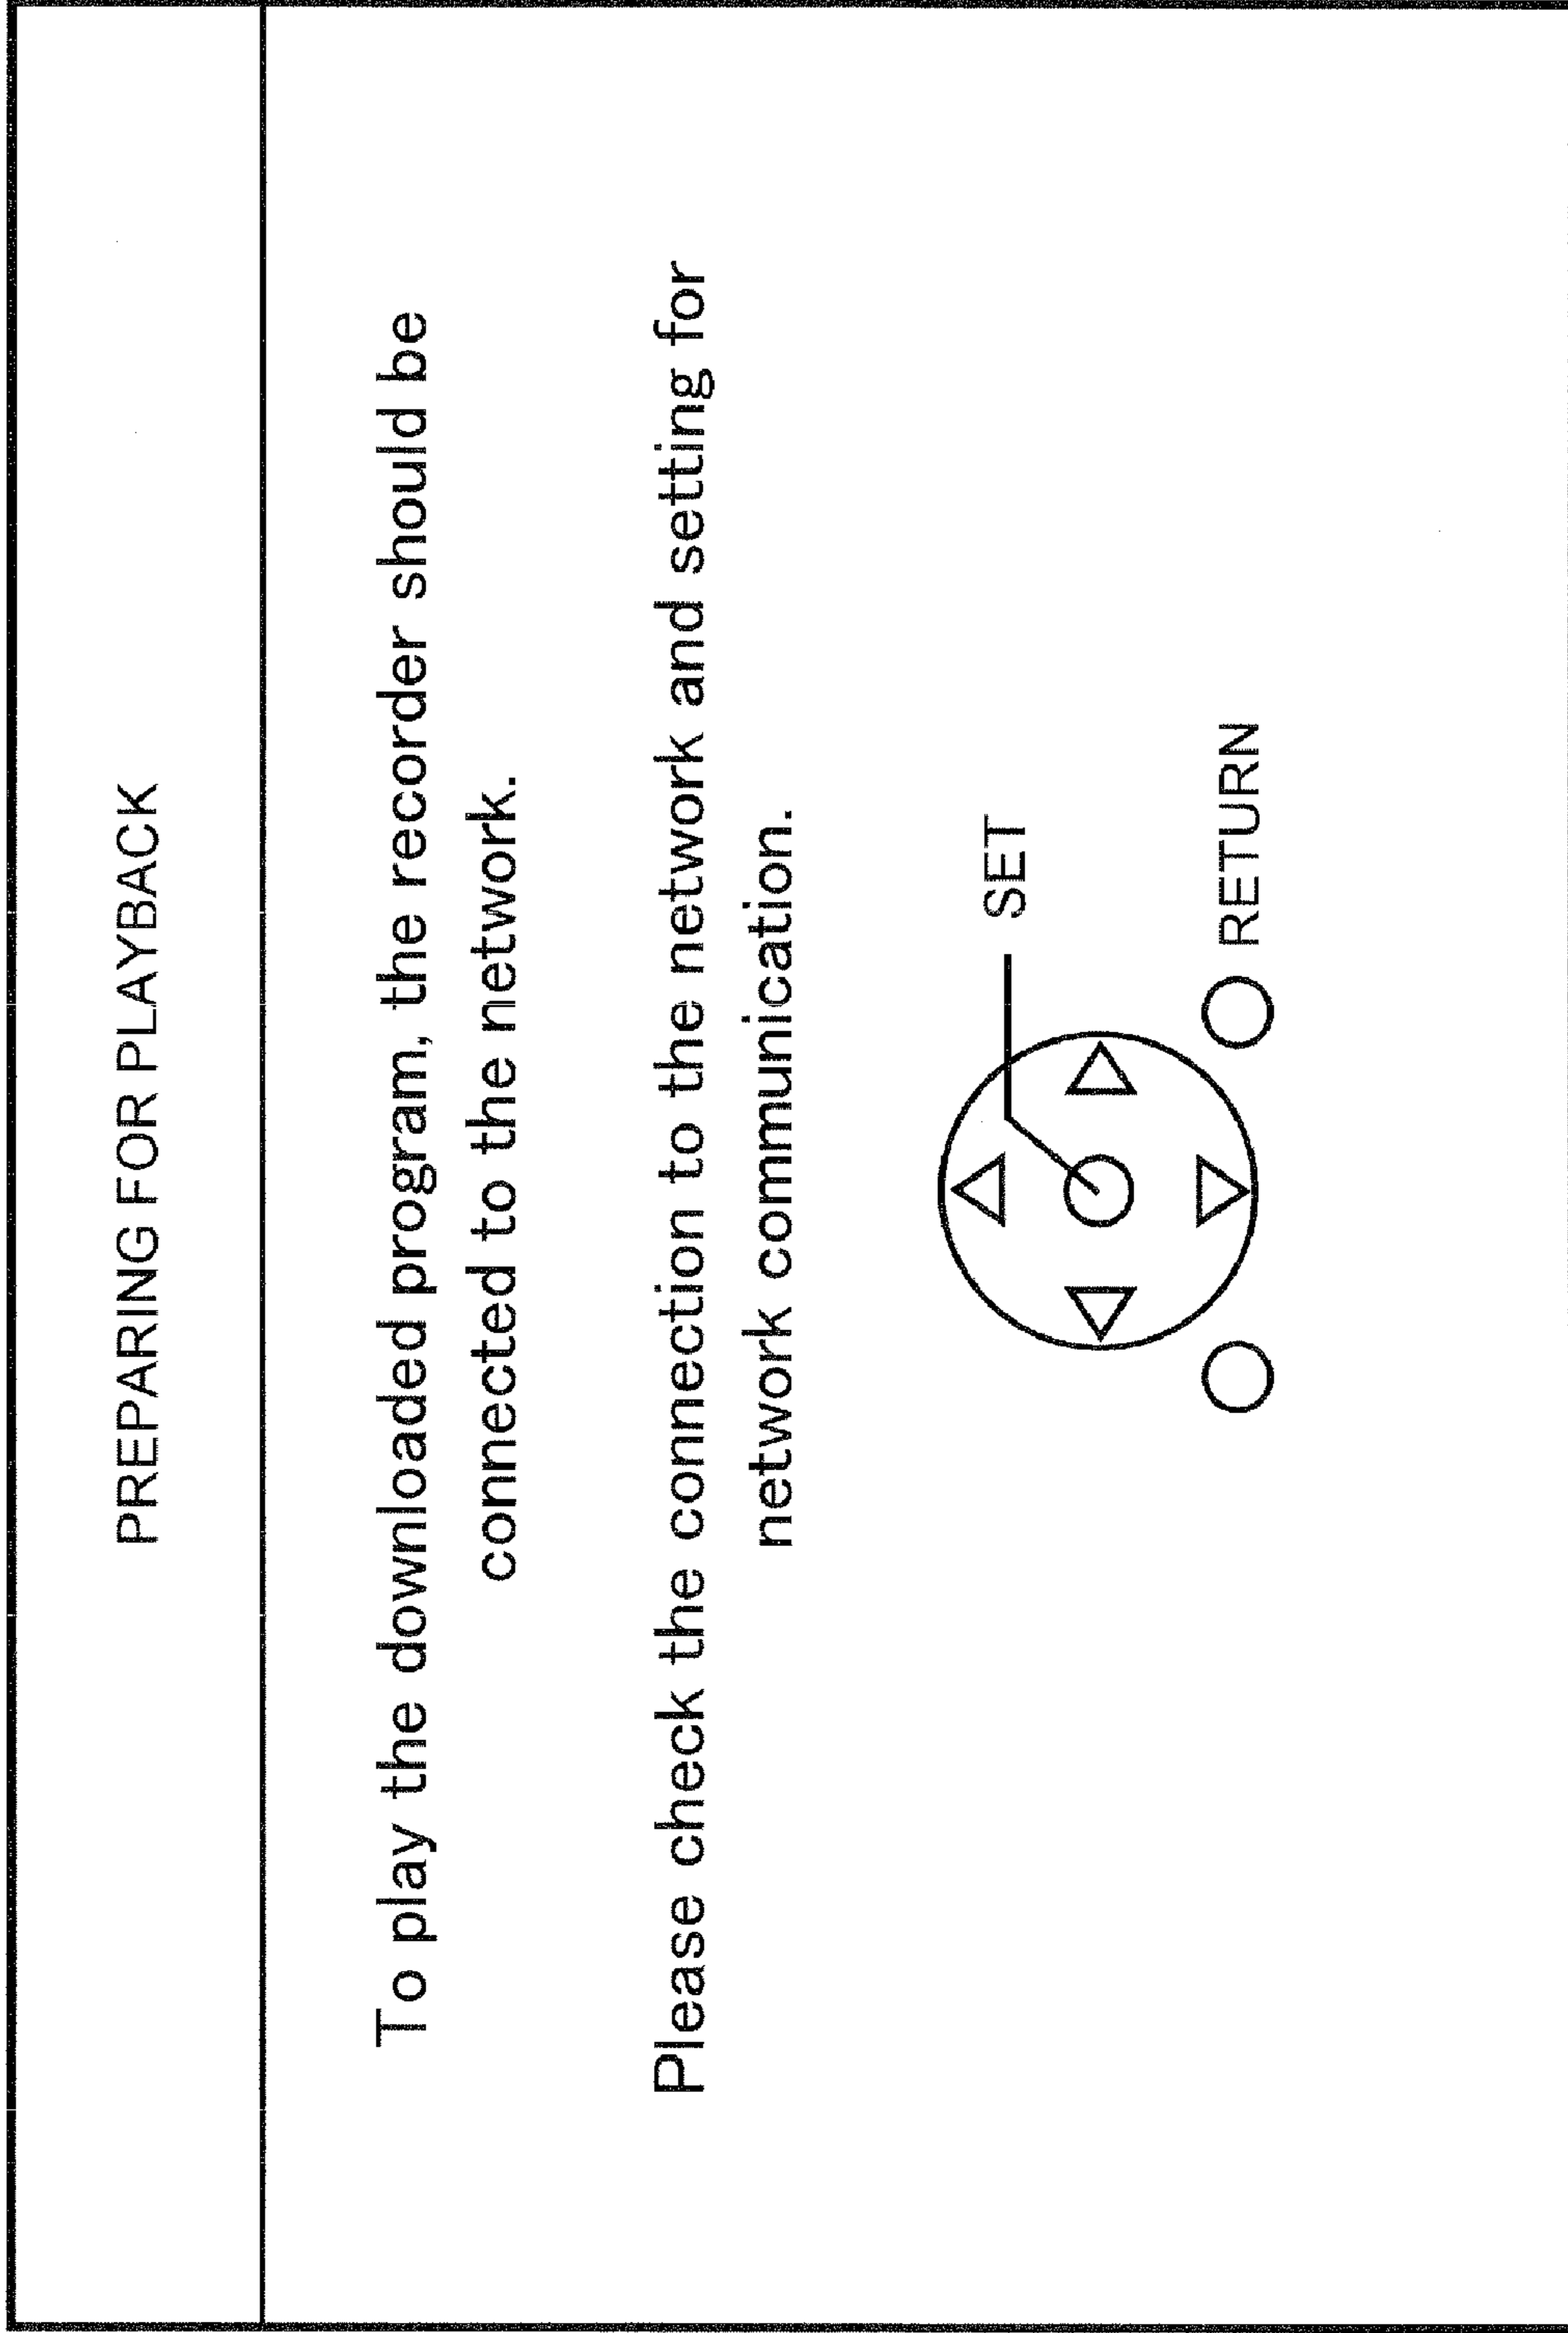 PREPARING FOR PLAYBACK
To play the downloaded program, the recorder should be
connected to the network.
Please check the connection to the network and setting for
network communication.
SET
RETURN